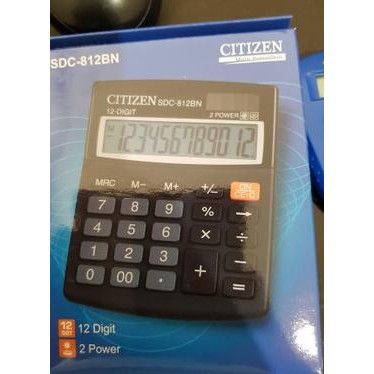 SDC-812BN
CITIZEN
CITIZEN SDC-812BN
12-DIGIT
2 POWER
123456789012.
MRC M– M+ +/– ON
CE·C
7 8 9 % →
4 5 6 × ÷
1 2 3 + −
0 00 · =
12 Digit
2 Power